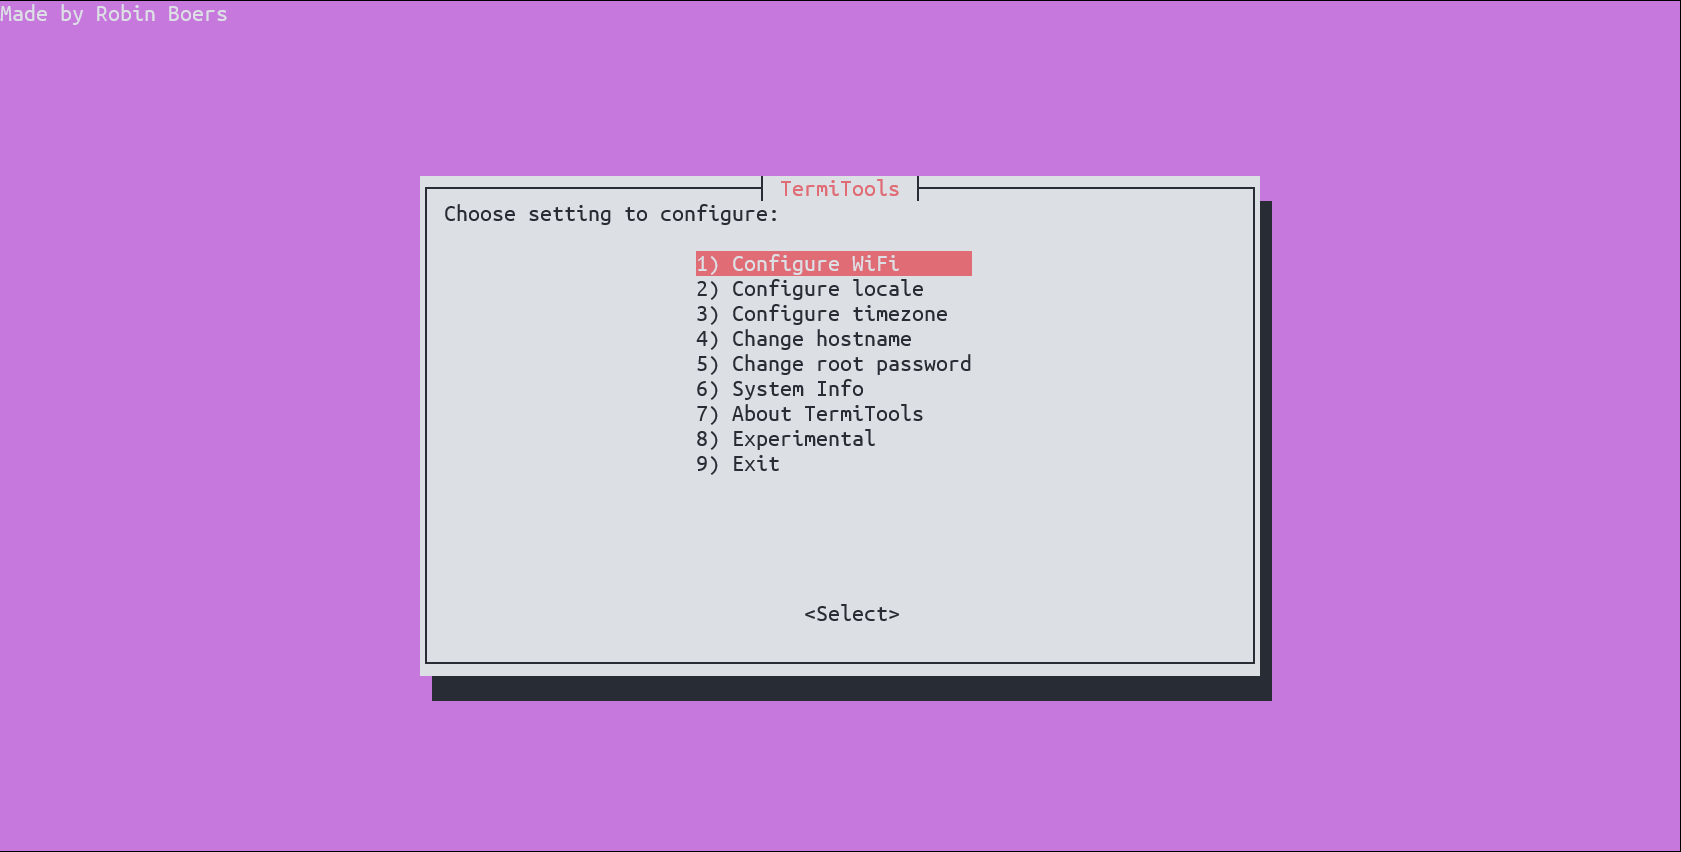 Made by Robin Boers
TermiTools
Choose setting to configure:
1) Configure WiFi
2) Configure locale
3) Configure timezone
4) Change hostname
5) Change root password
6) System Info
7) About TermiTools
8) Experimental
9) Exit
<Select>